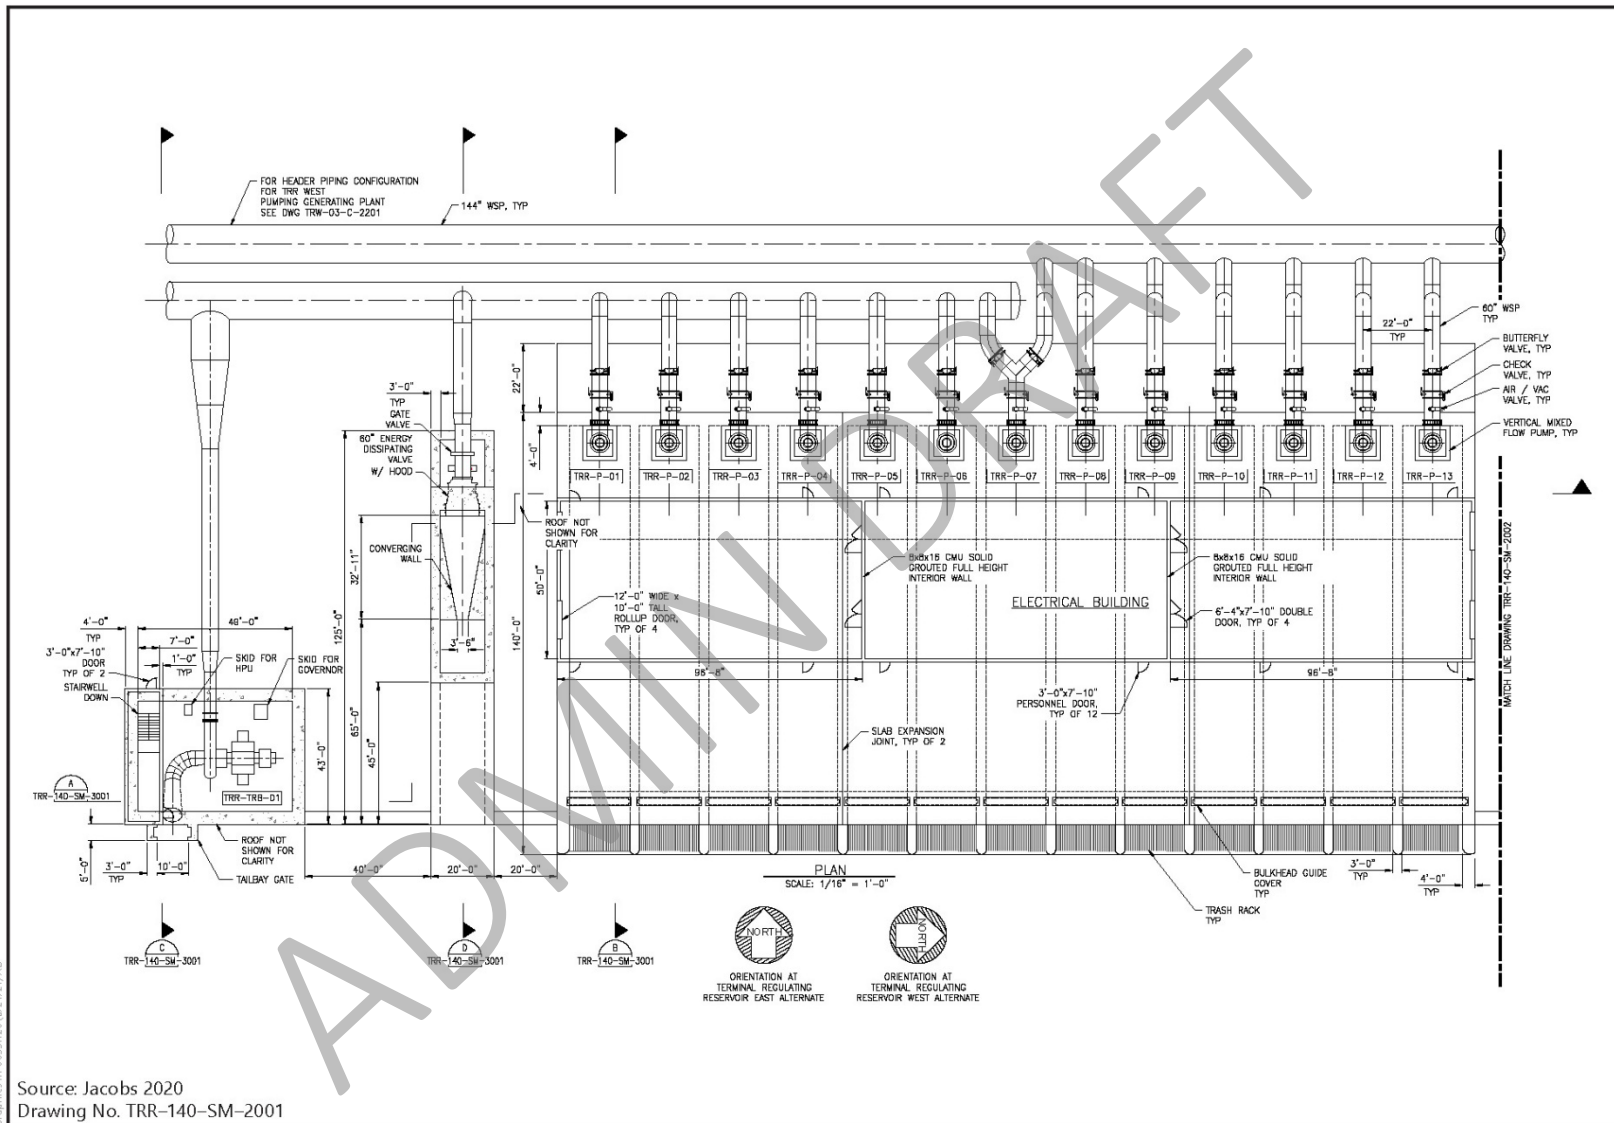 FOR HEADER PIPING CONFIGURATION
FOR TRR WEST
PUMPING GENERATING PLANT
SEE DWG TRW-03-C-2201
144" WSP, TYP
60" WSP
TYP
22'-0"
TYP
BUTTERFLY
VALVE, TYP
CHECK
VALVE, TYP
AIR / VAC
VALVE, TYP
VERTICAL MIXED
FLOW PUMP, TYP
22'-0"
4'-0"
3'-0"
TYP
GATE
VALVE
60" ENERGY
DISSIPATING
VALVE
W/ HOOD
TRR-P-01
TRR-P-02
TRR-P-03
TRR-P-04
TRR-P-05
TRR-P-06
TRR-P-07
TRR-P-08
TRR-P-09
TRR-P-10
TRR-P-11
TRR-P-12
TRR-P-13
ROOF NOT
SHOWN FOR
CLARITY
CONVERGING
WALL
32'-11"
125'-0"
140'-0"
50'-0"
3'-6"
65'-0"
45'-0"
8x8x16 CMU SOLID
GROUTED FULL HEIGHT
INTERIOR WALL
8x8x16 CMU SOLID
GROUTED FULL HEIGHT
INTERIOR WALL
ELECTRICAL BUILDING
12'-0" WIDE x
10'-0" TALL
ROLLUP DOOR,
TYP OF 4
6'-4"x7'-10" DOUBLE
DOOR, TYP OF 4
96'-8"
96'-8"
3'-0"x7'-10"
PERSONNEL DOOR,
TYP OF 12
SLAB EXPANSION
JOINT, TYP OF 2
MATCH LINE DRAWING TRR-140-SM-2002
4'-0"
TYP
48'-0"
7'-0"
1'-0"
TYP
3'-0"x7'-10"
DOOR
TYP OF 2
STAIRWELL
DOWN
SKID FOR
HPU
SKID FOR
GOVERNOR
43'-0"
TRR-TRB-01
A
TRR-140-SM-3001
5'-0"
3'-0"
TYP
10'-0"
ROOF NOT
SHOWN FOR
CLARITY
TAILBAY GATE
40'-0"
20'-0"
20'-0"
PLAN
SCALE: 1/16" = 1'-0"
BULKHEAD GUIDE
COVER
TYP
3'-0"
TYP
4'-0"
TYP
TRASH RACK
TYP
C
TRR-140-SM-3001
D
TRR-140-SM-3001
B
TRR-140-SM-3001
NORTH
ORIENTATION AT
TERMINAL REGULATING
RESERVOIR EAST ALTERNATE
NORTH
ORIENTATION AT
TERMINAL REGULATING
RESERVOIR WEST ALTERNATE
ADMIN DRAFT
Source: Jacobs 2020
Drawing No. TRR–140–SM–2001